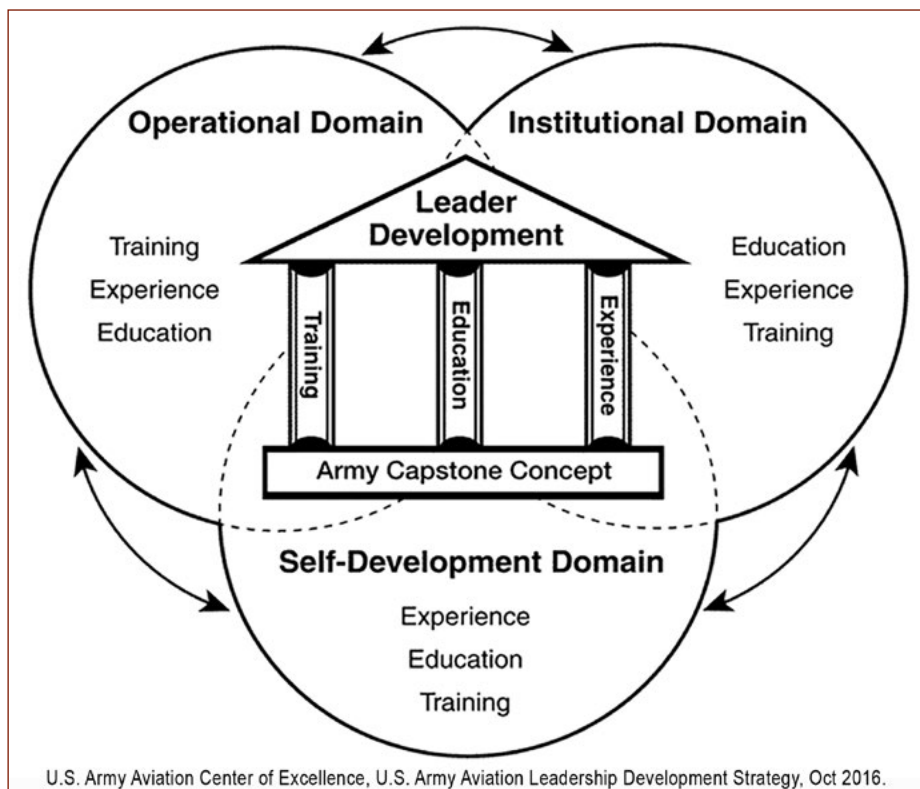 Operational Domain
Institutional Domain
Leader
Development
Training
Experience
Education
Education
Experience
Training
Training
Education
Experience
Army Capstone Concept
Self-Development Domain
Experience
Education
Training
U.S. Army Aviation Center of Excellence, U.S. Army Aviation Leadership Development Strategy, Oct 2016.